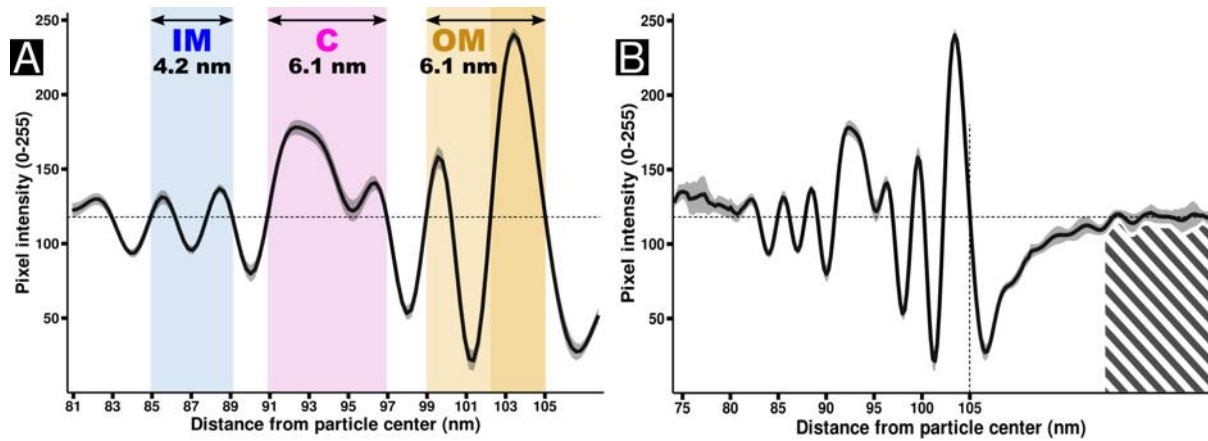 A
IM
4.2 nm
C
6.1 nm
OM
6.1 nm
Pixel intensity (0-255)
250
200
150
100
50
81 83 85 87 89 91 93 95 97 99 101 103 105
Distance from particle center (nm)
B
Pixel intensity (0-255)
250
200
150
100
50
75 80 85 90 95 100 105
Distance from particle center (nm)